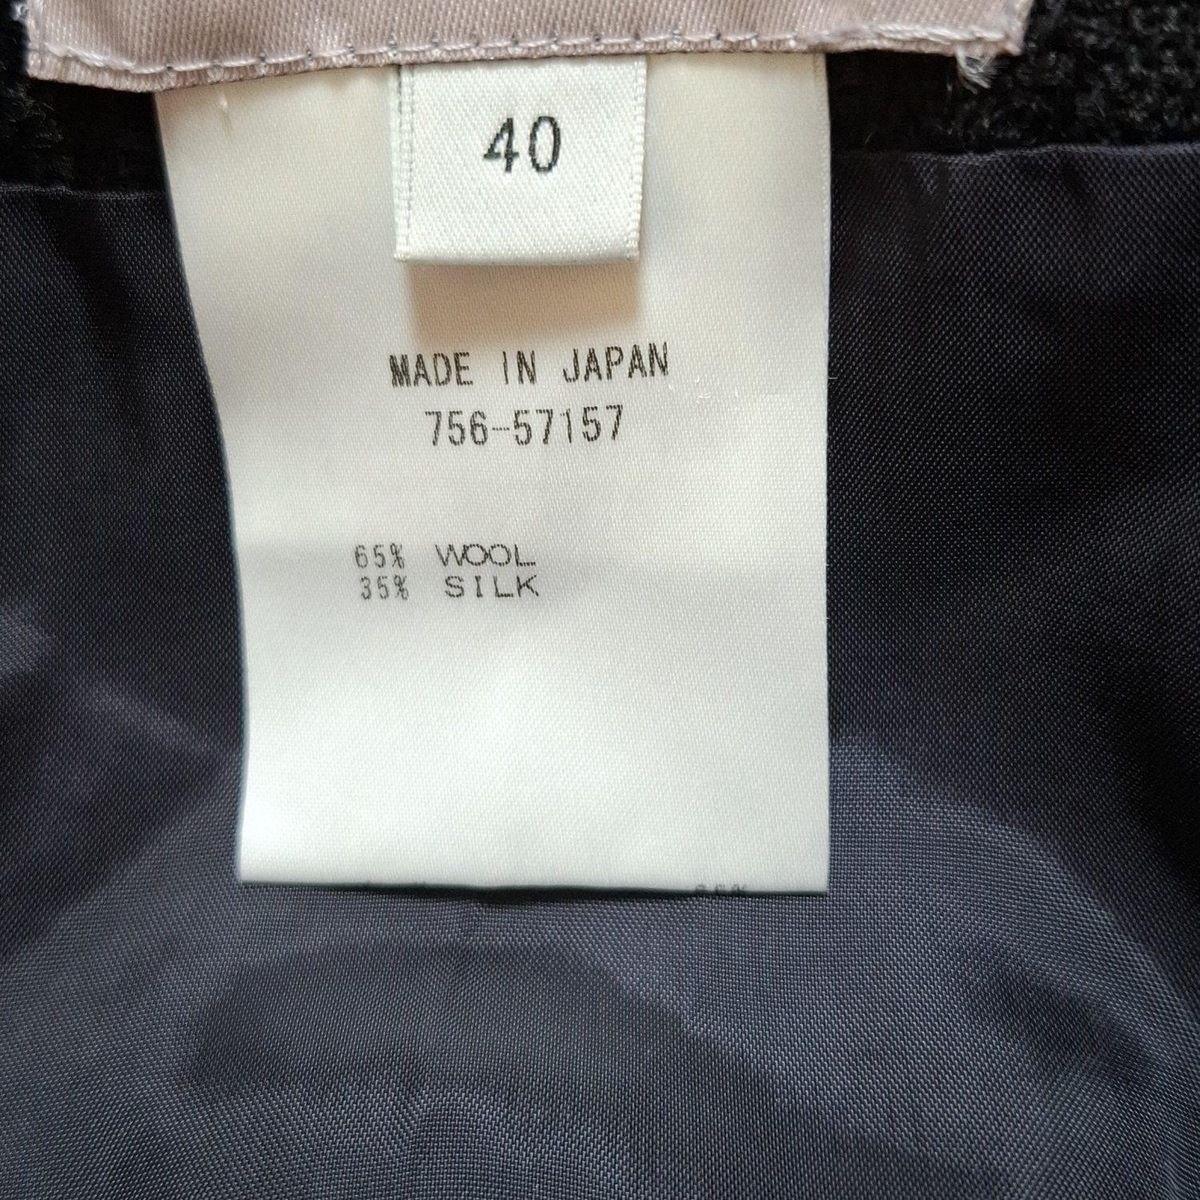 40
MADE IN JAPAN
756-57157
65% WOOL
35% SILK